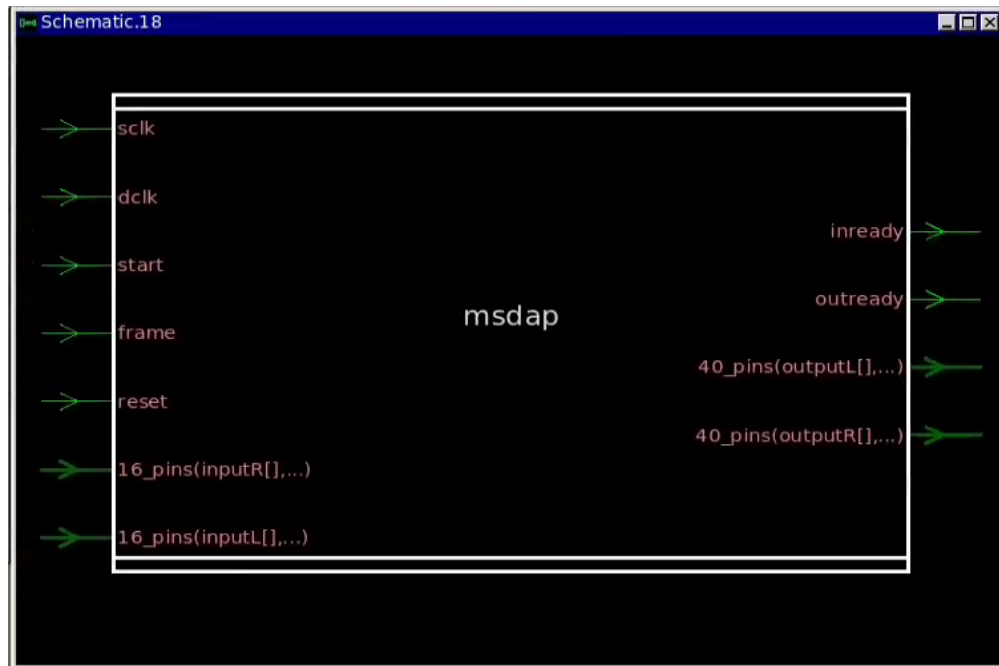 Schematic.18
sclk
dclk
start
frame
reset
16_pins(inputR[],...)
16_pins(inputL[],...)
msdap
inready
outready
40_pins(outputL[],...)
40_pins(outputR[],...)